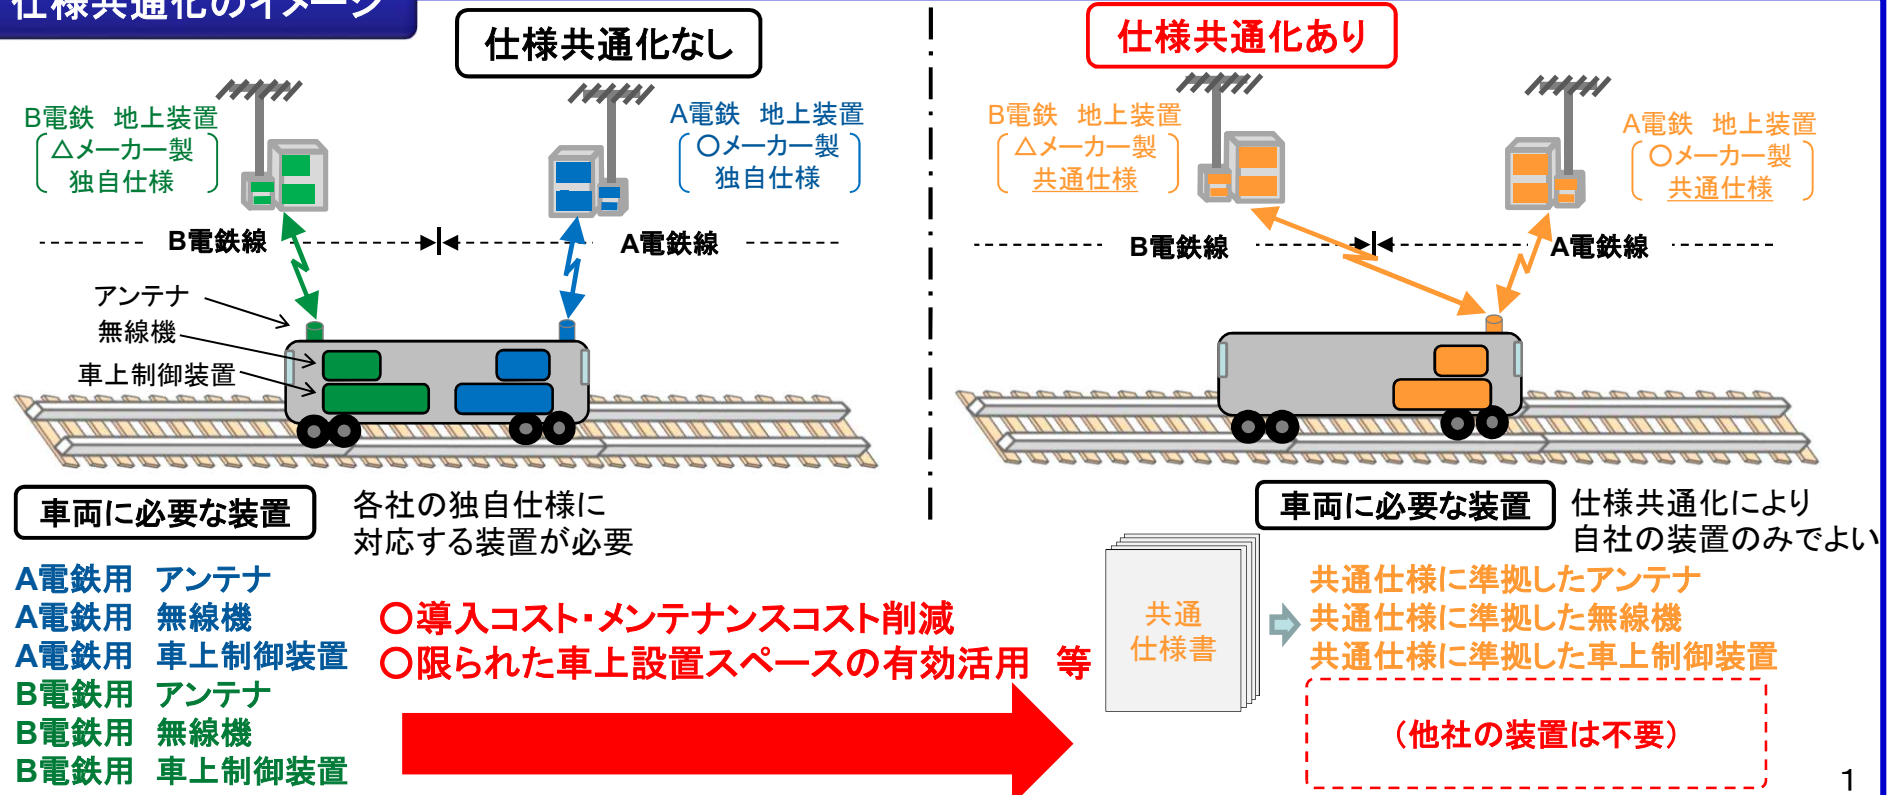 仕様共通化のイメージ
仕様共通化なし
B電鉄 地上装置
△メーカー製
独自仕様
A電鉄 地上装置
〇メーカー製
独自仕様
B電鉄線
A電鉄線
アンテナ
無線機
車上制御装置
車両に必要な装置
各社の独自仕様に
対応する装置が必要
A電鉄用 アンテナ
A電鉄用 無線機
A電鉄用 車上制御装置
B電鉄用 アンテナ
B電鉄用 無線機
B電鉄用 車上制御装置
〇導入コスト・メンテナンスコスト削減
〇限られた車上設置スペースの有効活用 等
仕様共通化あり
B電鉄 地上装置
△メーカー製
共通仕様
A電鉄 地上装置
〇メーカー製
共通仕様
B電鉄線
A電鉄線
車両に必要な装置
仕様共通化により
自社の装置のみでよい
共通
仕様書
共通仕様に準拠したアンテナ
共通仕様に準拠した無線機
共通仕様に準拠した車上制御装置
（他社の装置は不要）
1